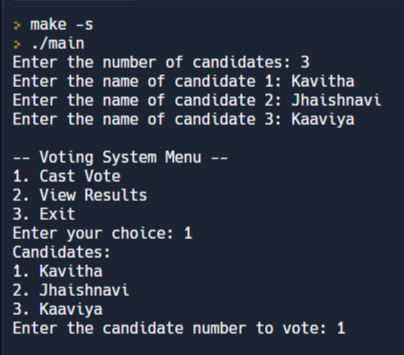 > make -s
> ./main
Enter the number of candidates: 3
Enter the name of candidate 1: Kavitha
Enter the name of candidate 2: Jhaishnavi
Enter the name of candidate 3: Kaaviya
-- Voting System Menu --
1. Cast Vote
2. View Results
3. Exit
Enter your choice: 1
Candidates:
1. Kavitha
2. Jhaishnavi
3. Kaaviya
Enter the candidate number to vote: 1